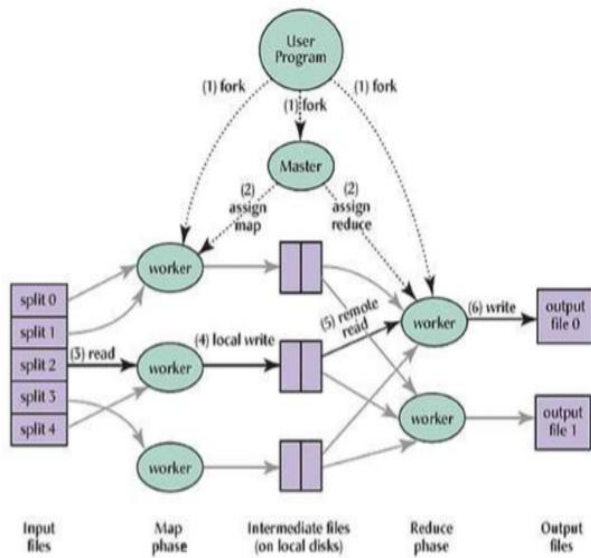 User
Program
(1) fork
(1) fork
(1) fork
Master
(2)
assign
map
(2)
assign
reduce
worker
split 0
split 1
split 2
split 3
split 4
(3) read
worker
(4) local write
(5) remote
read
worker
(6) write
output
file 0
worker
output
file 1
worker
Input
files
Map
phase
Intermediate files
(on local disks)
Reduce
phase
Output
files